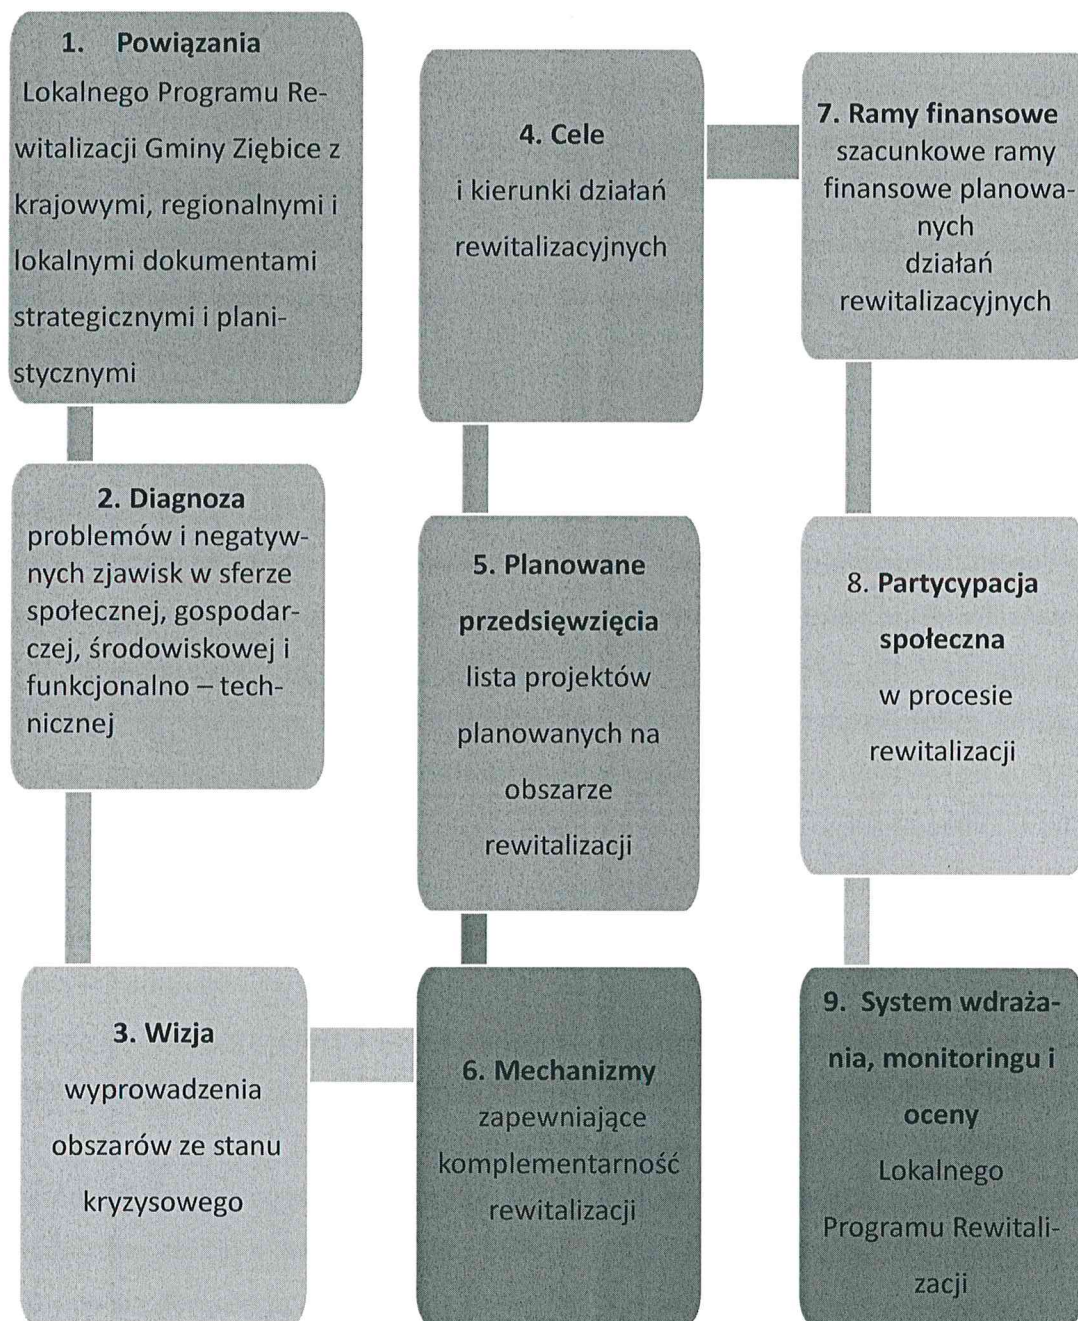 1. Powiązania
Lokalnego Programu Re-
witalizacji Gminy Ziębice z
krajowymi, regionalnymi i
lokalnymi dokumentami
strategicznymi i plani-
stycznymi
2. Diagnoza
problemów i negatyw-
nych zjawisk w sferze
społecznej, gospodar-
czej, środowiskowej i
funkcjonalno – tech-
nicznej
3. Wizja
wyprowadzenia
obszarów ze stanu
kryzysowego
4. Cele
i kierunki działań
rewitalizacyjnych
5. Planowane
przedsięwzięcia
lista projektów
planowanych na
obszarze
rewitalizacji
6. Mechanizmy
zapewniające
komplementarność
rewitalizacji
7. Ramy finansowe
szacunkowe ramy
finansowe planowa-
nych
działań
rewitalizacyjnych
8. Partycypacja
społeczna
w procesie
rewitalizacji
9. System wdraża-
nia, monitoringu i
oceny
Lokalnego
Programu Rewitali-
zacji